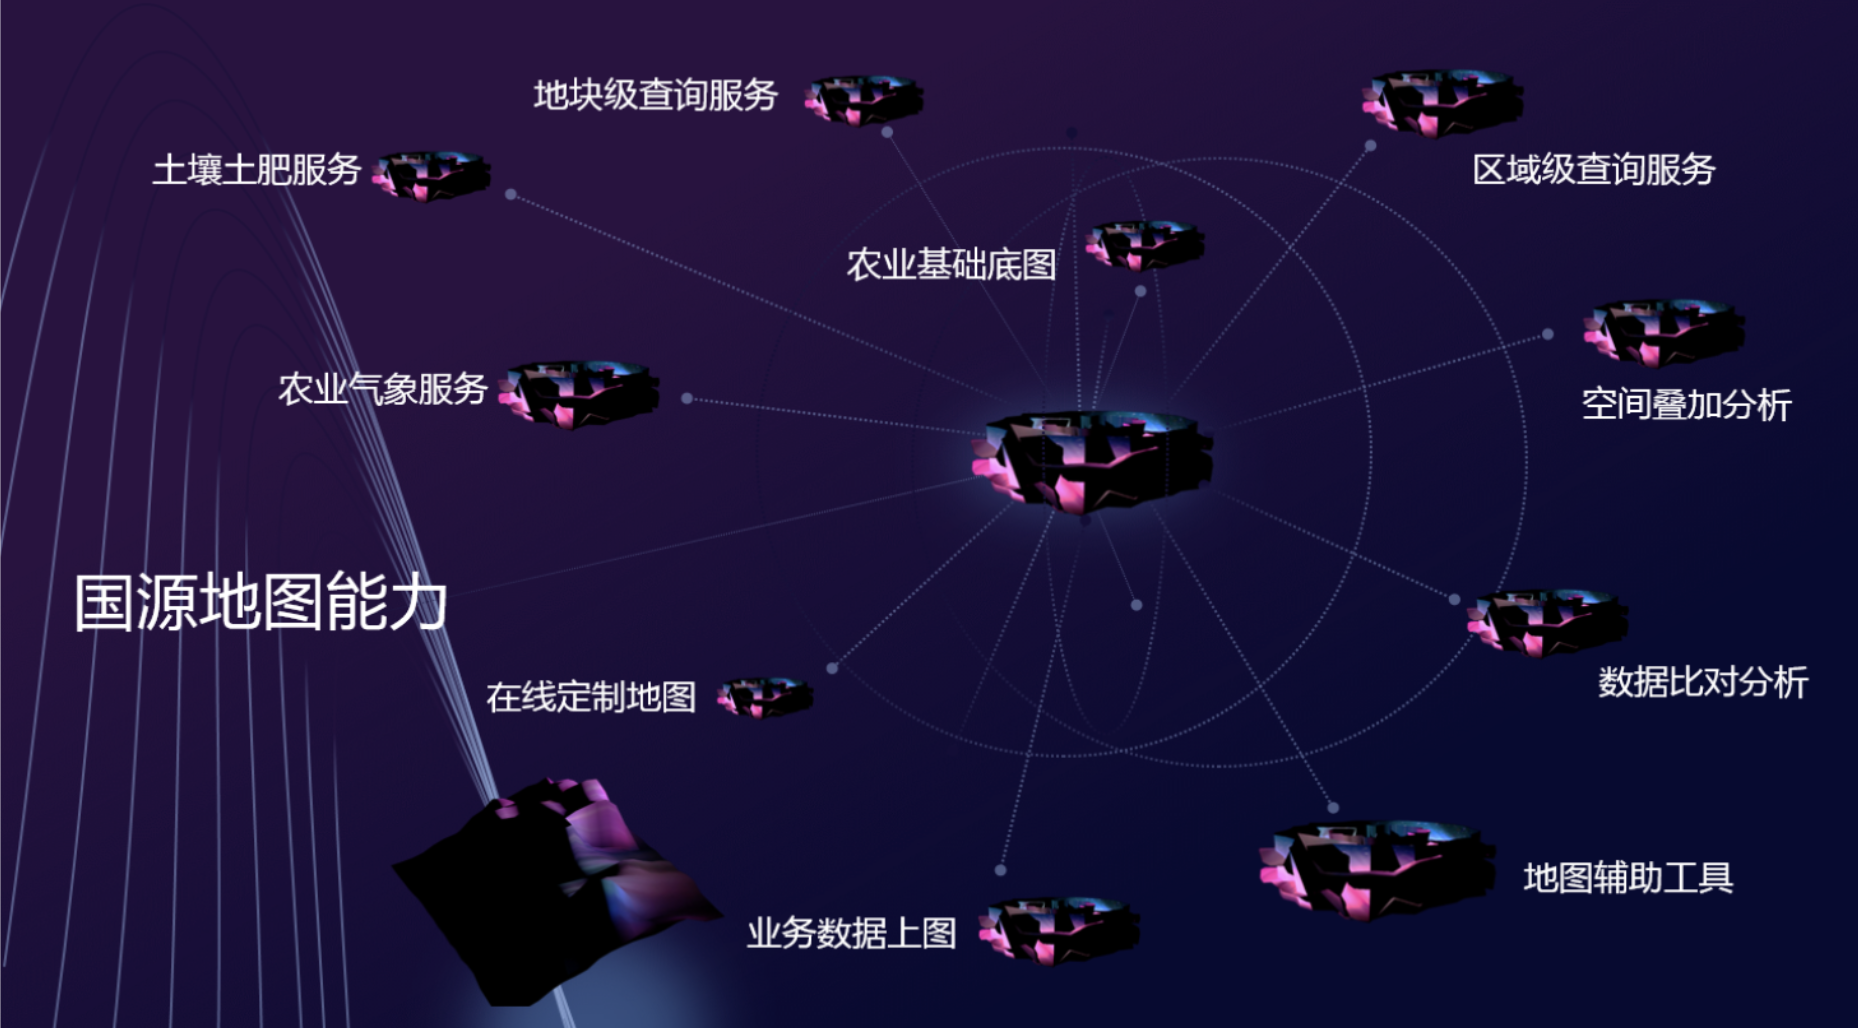 地块级查询服务
土壤土肥服务
区域级查询服务
农业基础底图
农业气象服务
空间叠加分析
国源地图能力
在线定制地图
数据比对分析
地图辅助工具
业务数据上图